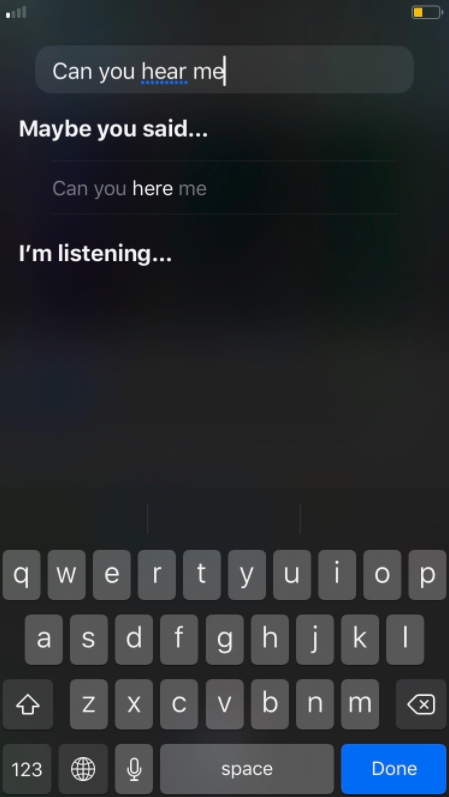 Can you hear me
Maybe you said...
Can you here me
I'm listening...
q w e r t y u i o p
a s d f g h j k l
z x c v b n m
123 space Done